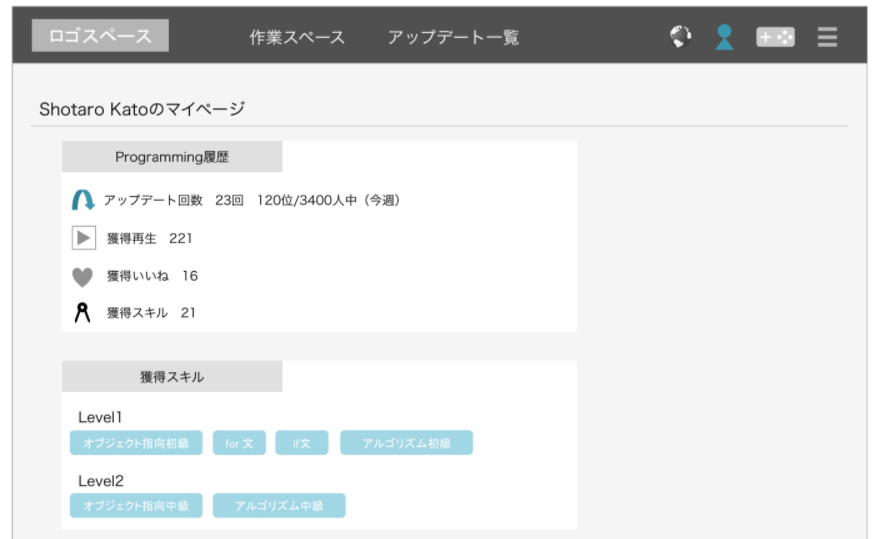 ロゴスペース 作業スペース アップデート一覧
Shotaro Katoのマイページ
Programming履歴
アップデート回数 23回 120位/3400人中（今週）
獲得再生 221
獲得いいね 16
獲得スキル 21
獲得スキル
Level1
オブジェクト指向初級 for 文 if文 アルゴリズム初級
Level2
オブジェクト指向中級 アルゴリズム中級